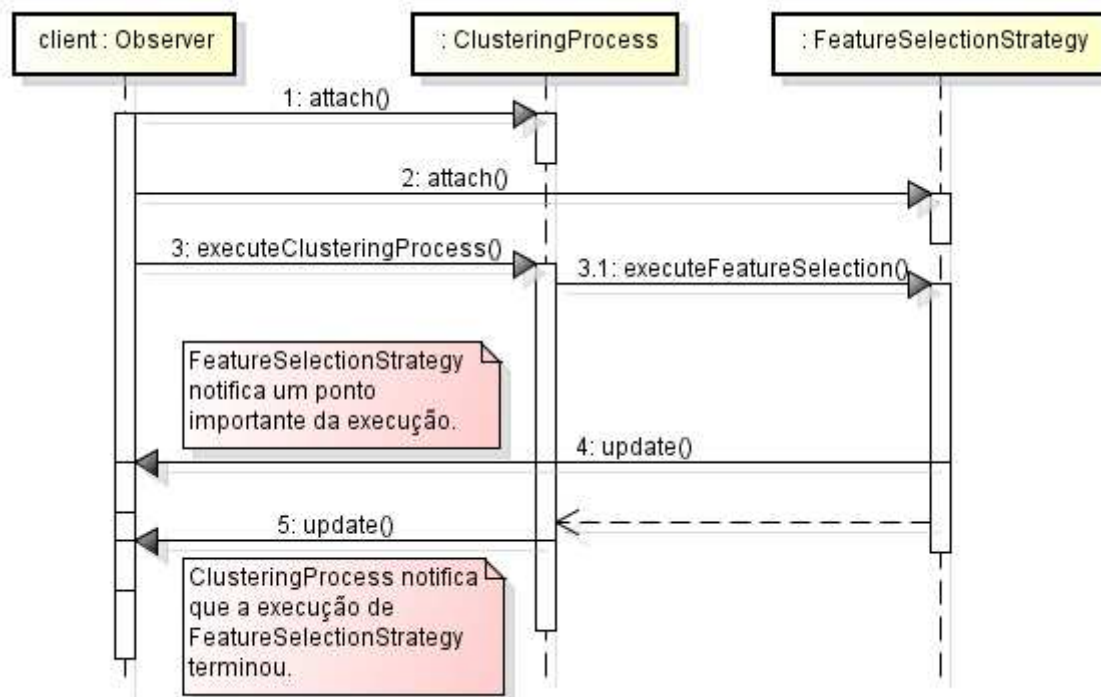 client : Observer
: ClusteringProcess
: FeatureSelectionStrategy
1: attach()
2: attach()
3: executeClusteringProcess()
3.1: executeFeatureSelection()
FeatureSelectionStrategy
notifica um ponto
importante da execução.
4: update()
5: update()
ClusteringProcess notifica
que a execução de
FeatureSelectionStrategy
terminou.